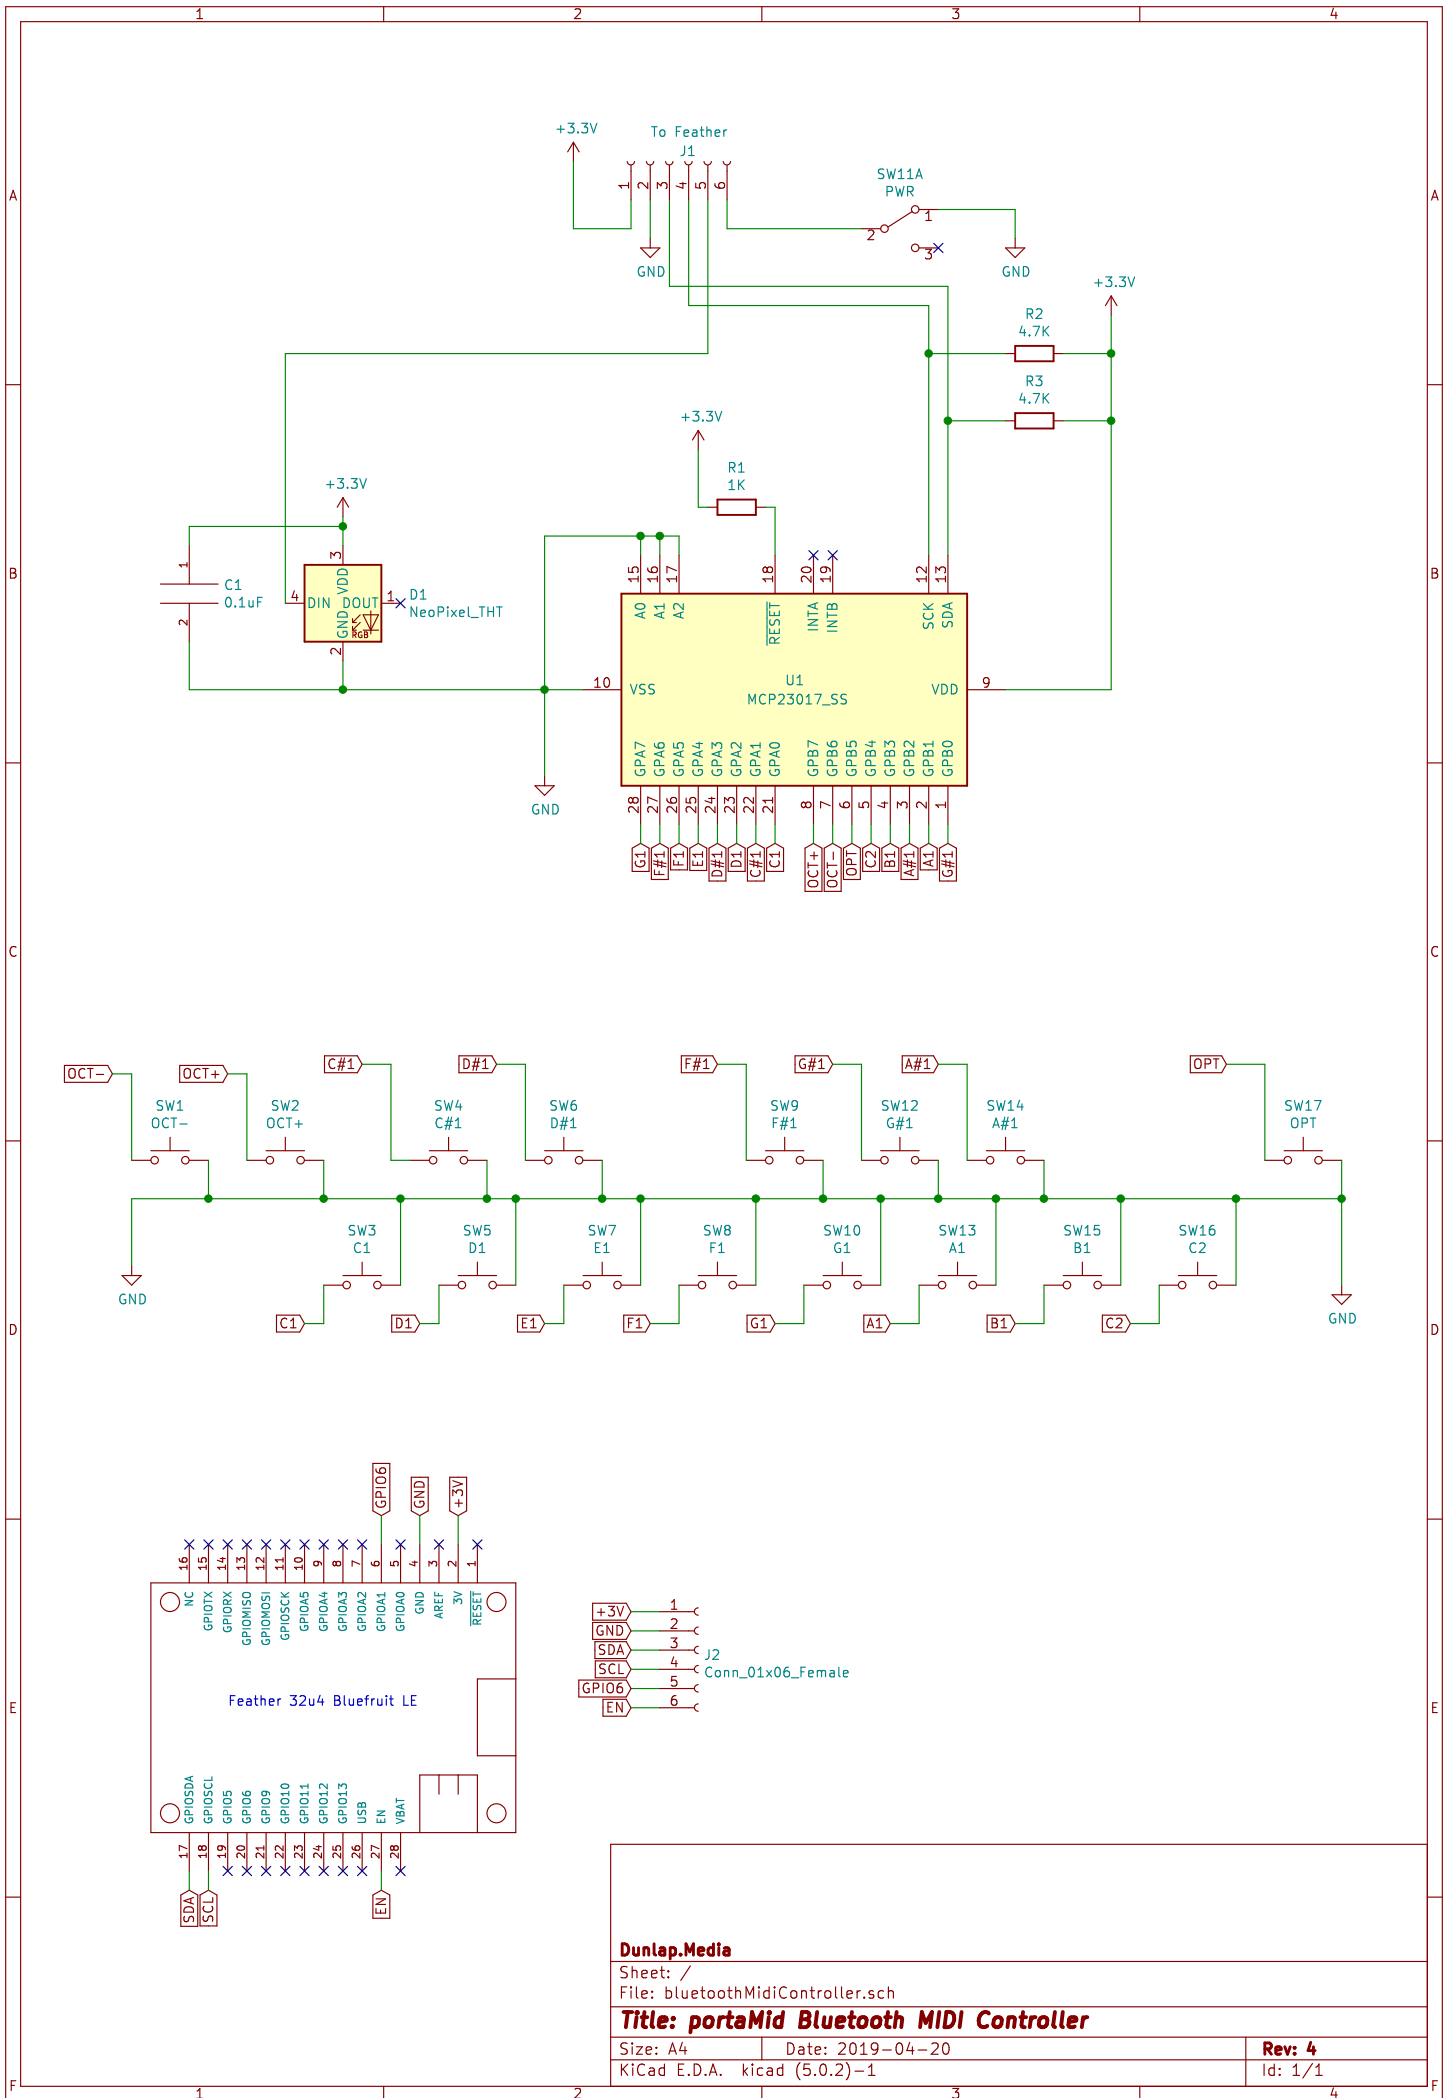 1 2 3 4
A A
+3.3V
To Feather
J1
1 2 3 4 5 6
SW11A
PWR
1
2
3
GND
GND
+3.3V
R2
4.7K
R3
4.7K
+3.3V
R1
1K
+3.3V
B B
15 16 17 18 20 19 12 13
A0 A1 A2 RESET INTA INTB SCK SDA
1
C1
0.1uF
2
3
VDD
4 DIN DOUT 1
GND
RGB
2
D1
NeoPixel_THT
10 VSS
U1
MCP23017_SS
VDD 9
GPA7 GPA6 GPA5 GPA4 GPA3 GPA2 GPA1 GPA0 GPB7 GPB6 GPB5 GPB4 GPB3 GPB2 GPB1 GPB0
28 27 26 25 24 23 22 21 8 7 6 5 4 3 2 1
GND
G1 F#1 F1 E1 D#1 D1 C#1 C1 OCT+ OCT- OPT C2 B1 A#1 A1 G#1
C C
OCT- OCT+ C#1 D#1 F#1 G#1 A#1 OPT
SW1
OCT-
SW2
OCT+
SW4
C#1
SW6
D#1
SW9
F#1
SW12
G#1
SW14
A#1
SW17
OPT
SW3
C1
SW5
D1
SW7
E1
SW8
F1
SW10
G1
SW13
A1
SW15
B1
SW16
C2
GND
GND
C1 D1 E1 F1 G1 A1 B1 C2
D D
GPIO6 GND +3V
16 15 14 13 12 11 10 9 8 7 6 5 4 3 2 1
NC GPIOTX GPIORX GPIOMISO GPIOMOSI GPIOSCK GPIOA5 GPIOA4 GPIOA3 GPIOA2 GPIOA1 GPIOA0 GND AREF 3V RESET
Feather 32u4 Bluefruit LE
GPIOSDA GPIOSCL GPIO5 GPIO6 GPIO9 GPIO10 GPIO11 GPIO12 GPIO13 USB EN VBAT
17 18 19 20 21 22 23 24 25 26 27 28
SDA SCL EN
+3V 1
GND 2
SDA 3
SCL 4
GPIO6 5
EN 6
J2
Conn_01x06_Female
E E
Dunlap.Media
Sheet: /
File: bluetoothMidiController.sch
Title: portaMid Bluetooth MIDI Controller
Size: A4 Date: 2019-04-20 Rev: 4
KiCad E.D.A. kicad (5.0.2)-1 Id: 1/1
F F
1 2 3 4